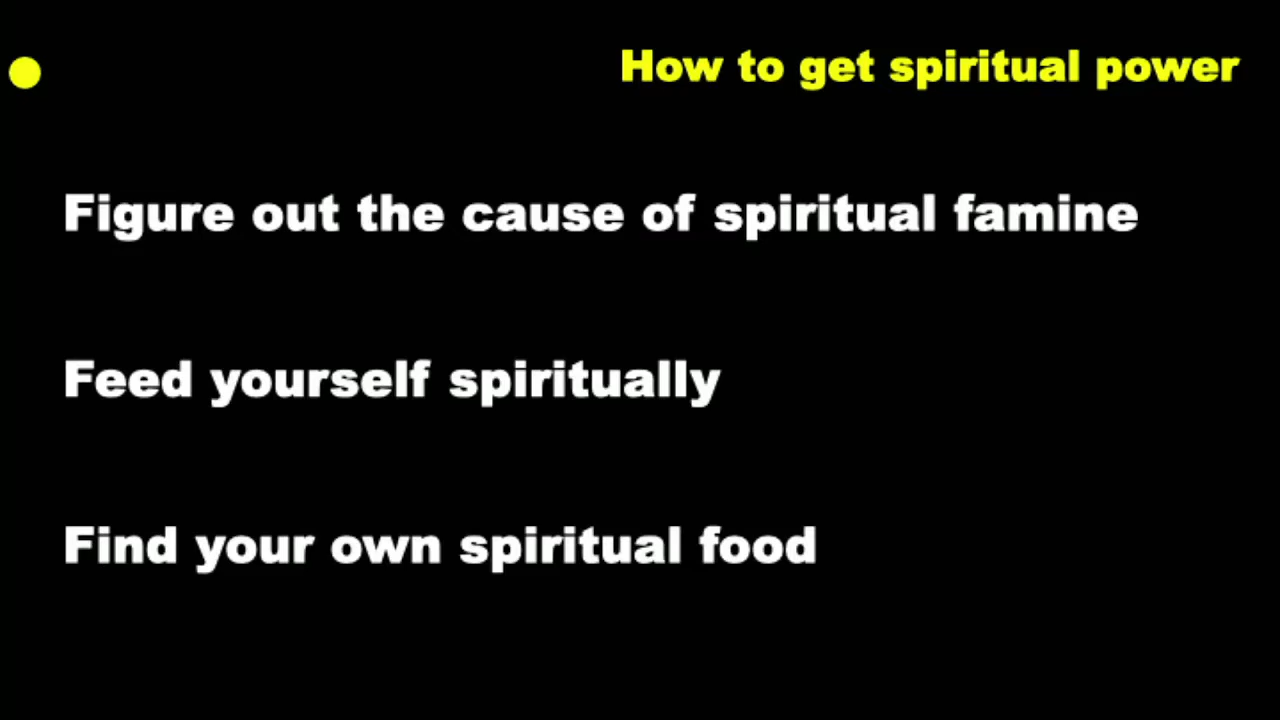 How to get spiritual power
Figure out the cause of spiritual famine
Feed yourself spiritually
Find your own spiritual food